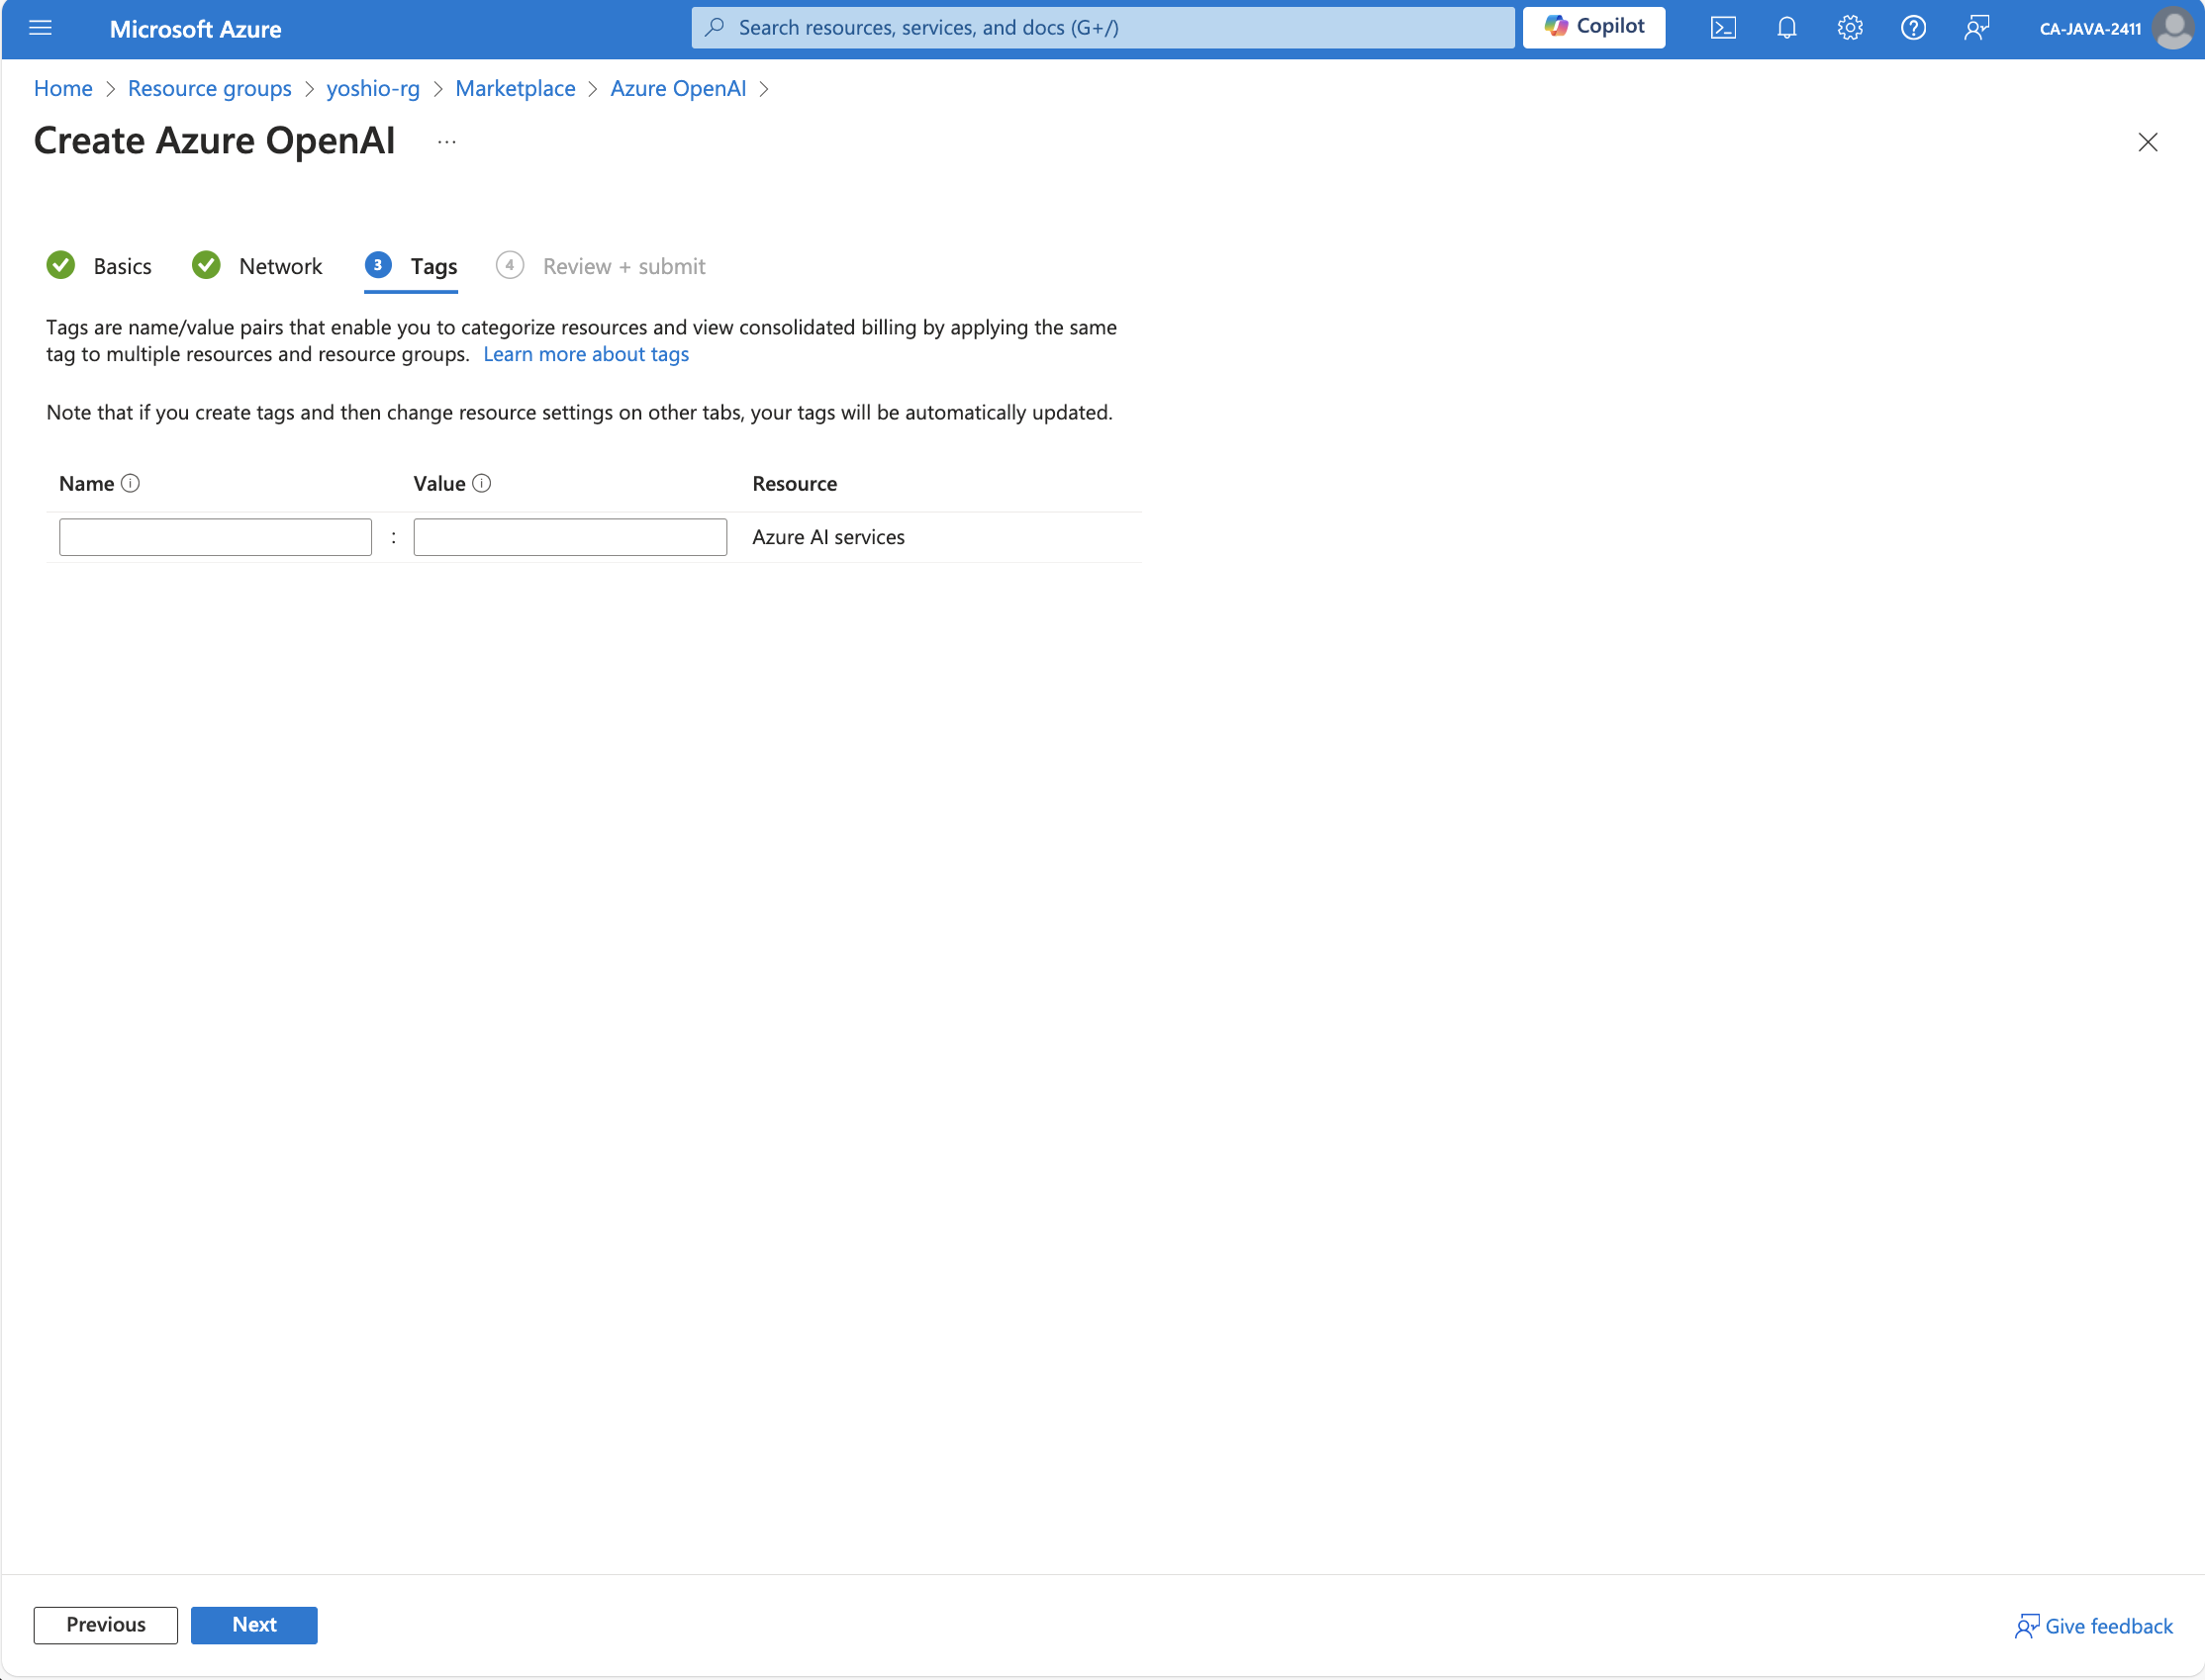 Microsoft Azure
Search resources, services, and docs (G+/)
Copilot
CA-JAVA-2411
Home > Resource groups > yoshio-rg > Marketplace > Azure OpenAI >
Create Azure OpenAI ...
Basics
Network
3 Tags
4 Review + submit
Tags are name/value pairs that enable you to categorize resources and view consolidated billing by applying the same
tag to multiple resources and resource groups. Learn more about tags
Note that if you create tags and then change resource settings on other tabs, your tags will be automatically updated.
Name Value Resource
: Azure AI services
Previous
Next
Give feedback